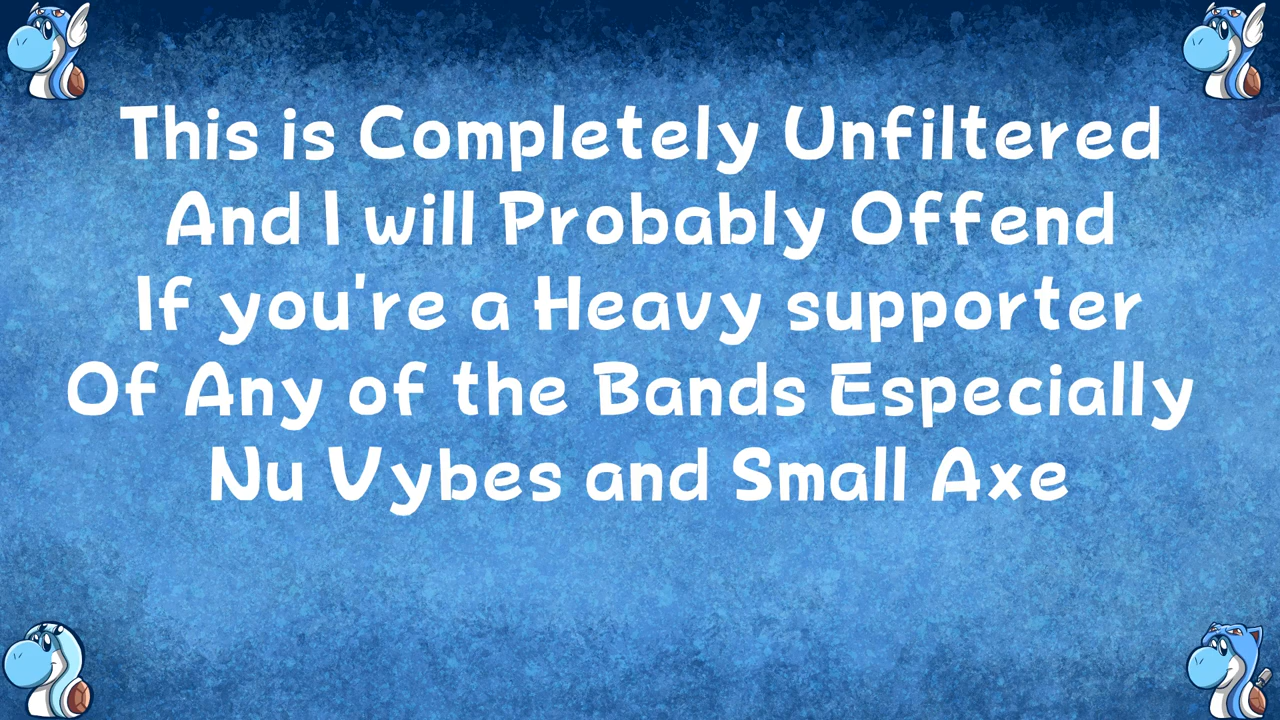 This is Completely Unfiltered
And I will Probably Offend
If you're a Heavy supporter
Of Any of the Bands Especially
Nu Vybes and Small Axe